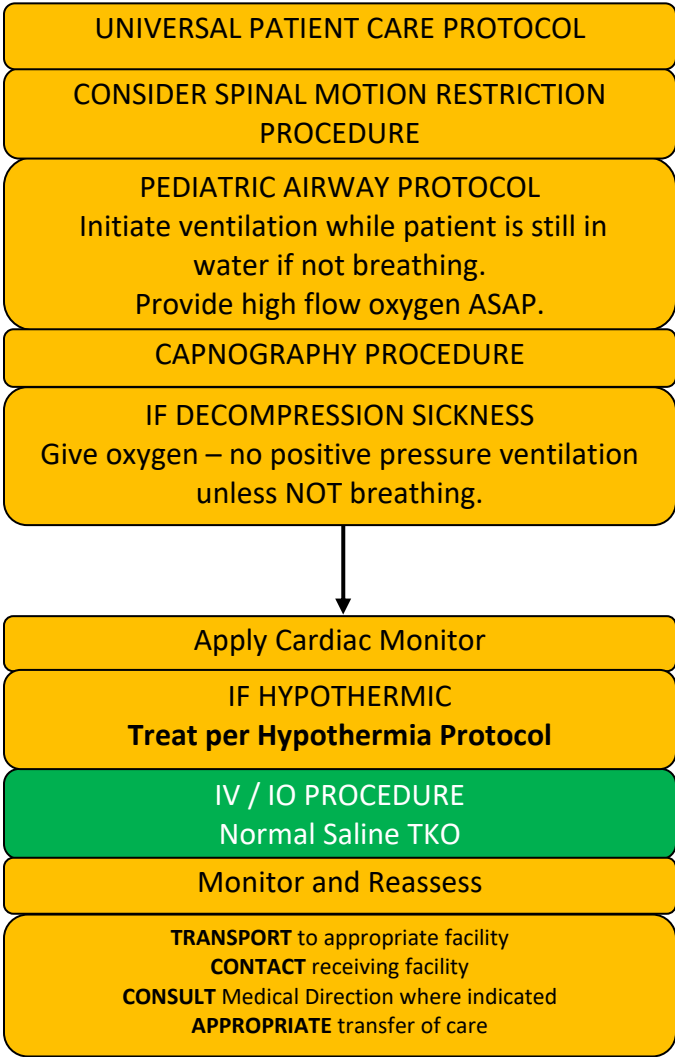 UNIVERSAL PATIENT CARE PROTOCOL
CONSIDER SPINAL MOTION RESTRICTION
PROCEDURE
PEDIATRIC AIRWAY PROTOCOL
Initiate ventilation while patient is still in
water if not breathing.
Provide high flow oxygen ASAP.
CAPNOGRAPHY PROCEDURE
IF DECOMPRESSION SICKNESS
Give oxygen – no positive pressure ventilation
unless NOT breathing.
Apply Cardiac Monitor
IF HYPOTHERMIC
Treat per Hypothermia Protocol
IV / IO PROCEDURE
Normal Saline TKO
Monitor and Reassess
TRANSPORT to appropriate facility
CONTACT receiving facility
CONSULT Medical Direction where indicated
APPROPRIATE transfer of care